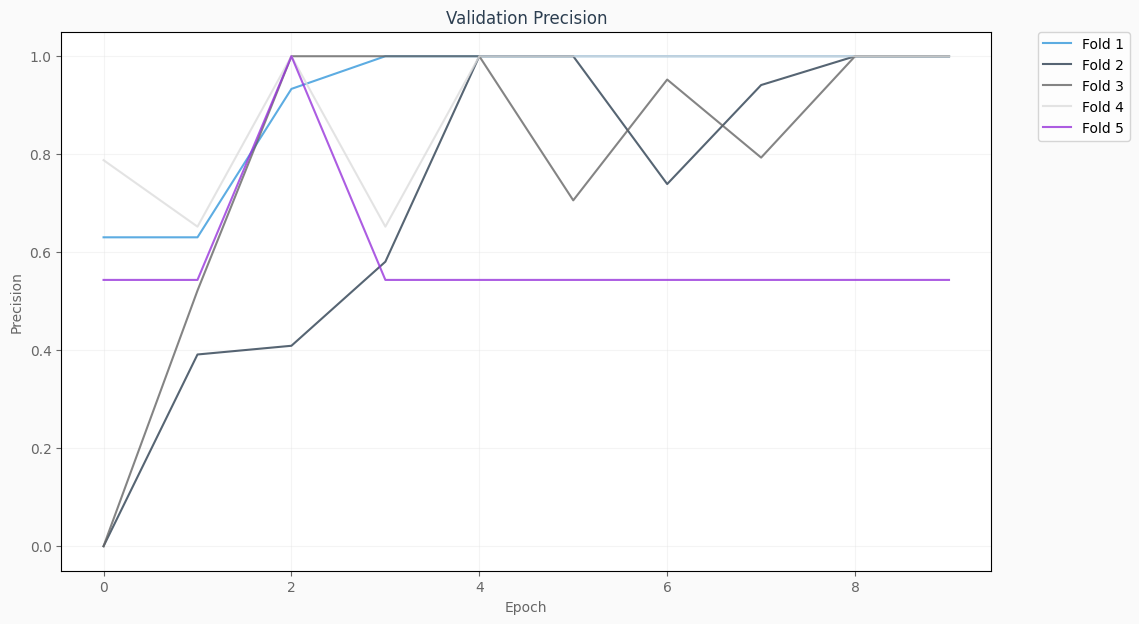 Validation Precision
Fold 1
Fold 2
Fold 3
Fold 4
Fold 5
Precision
1.0
0.8
0.6
0.4
0.2
0.0
0 2 4 6 8
Epoch